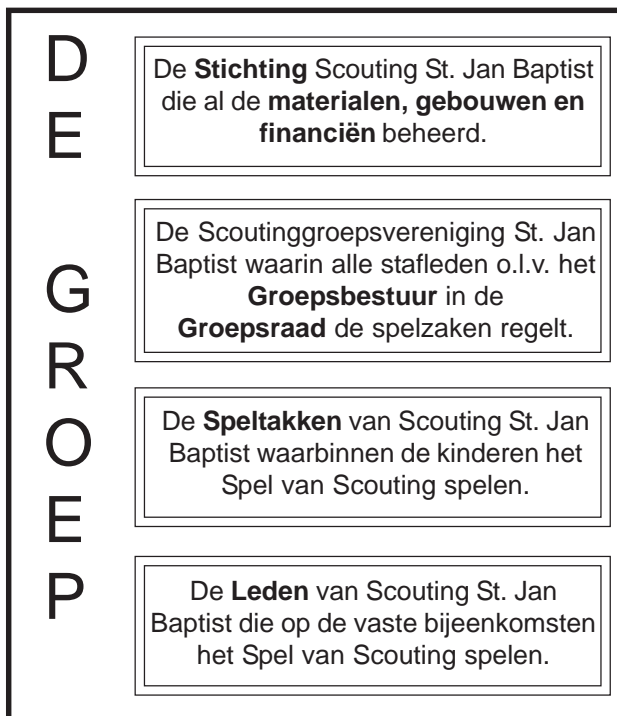 DE GROEP
De Stichting Scouting St. Jan Baptist
die al de materialen, gebouwen en
financiën beheerd.
De Scoutinggroepsvereniging St. Jan
Baptist waarin alle stafleden o.l.v. het
Groepsbestuur in de
Groepsraad de spelzaken regelt.
De Speltakken van Scouting St. Jan
Baptist waarbinnen de kinderen het
Spel van Scouting spelen.
De Leden van Scouting St. Jan
Baptist die op de vaste bijeenkomsten
het Spel van Scouting spelen.